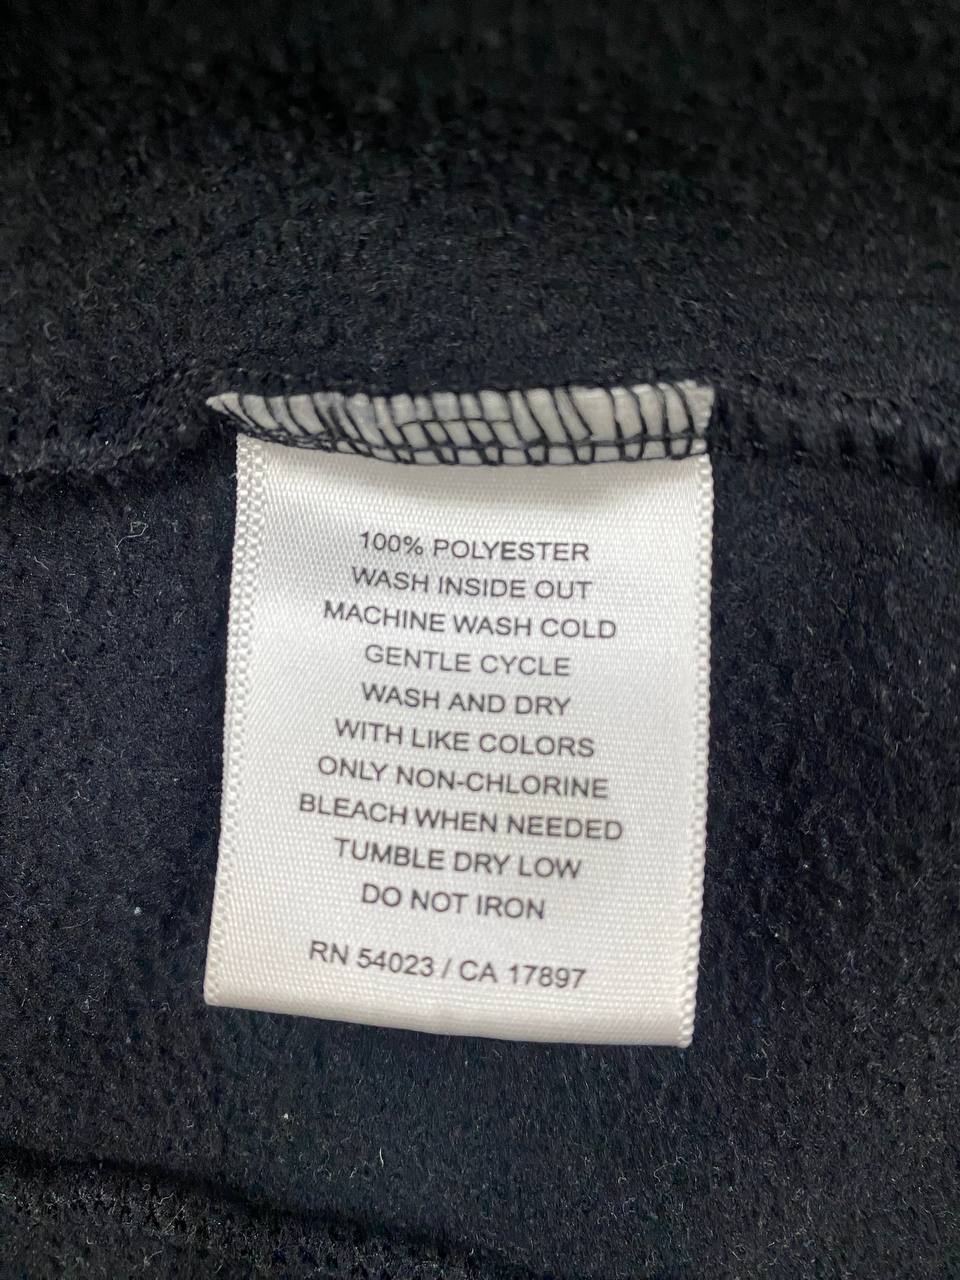 100% POLYESTER
WASH INSIDE OUT
MACHINE WASH COLD
GENTLE CYCLE
WASH AND DRY
WITH LIKE COLORS
ONLY NON-CHLORINE
BLEACH WHEN NEEDED
TUMBLE DRY LOW
DO NOT IRON
RN 54023 / CA 17897